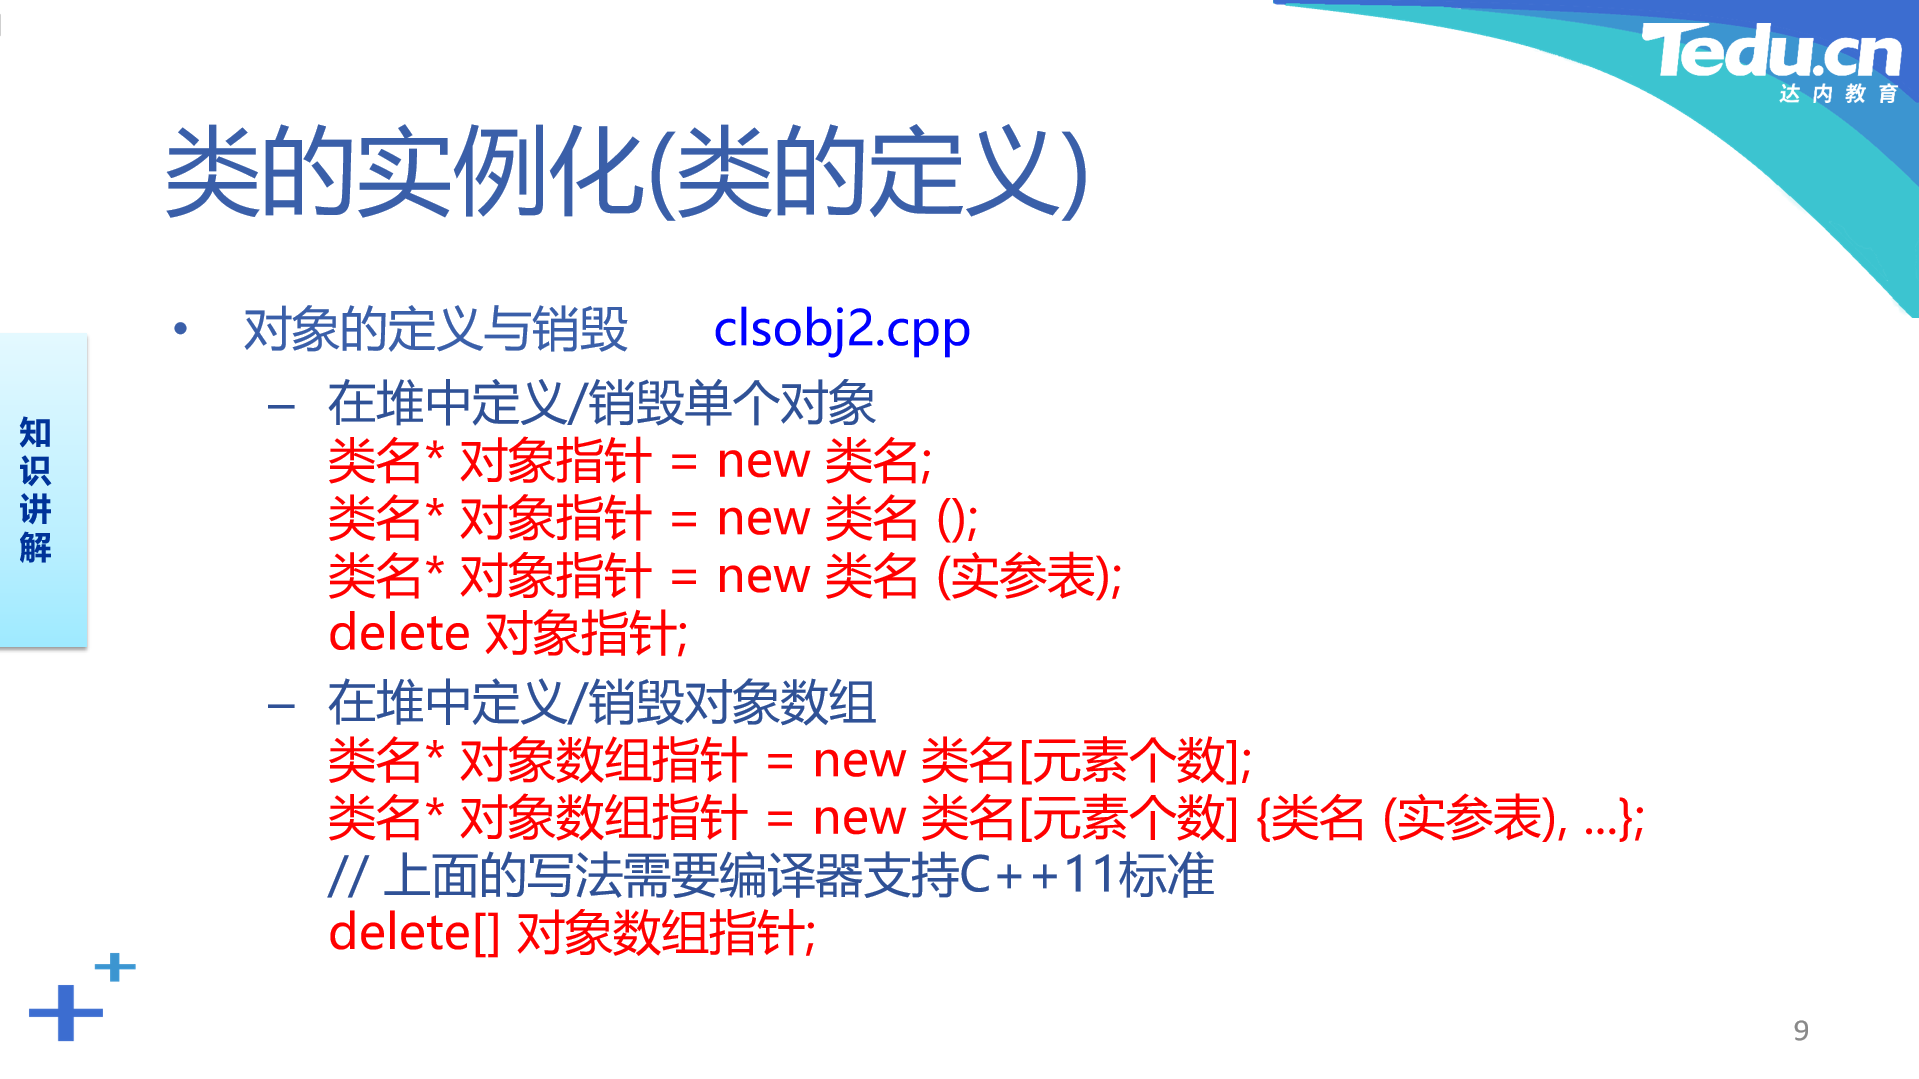 Tedu.cn
达内教育
类的实例化(类的定义)
• 对象的定义与销毁 clsobj2.cpp
– 在堆中定义/销毁单个对象
类名* 对象指针 = new 类名;
类名* 对象指针 = new 类名 ();
类名* 对象指针 = new 类名 (实参表);
delete 对象指针;
– 在堆中定义/销毁对象数组
类名* 对象数组指针 = new 类名[元素个数];
类名* 对象数组指针 = new 类名[元素个数] {类名 (实参表), ...};
// 上面的写法需要编译器支持C++11标准
delete[] 对象数组指针;
知
识
讲
解
9